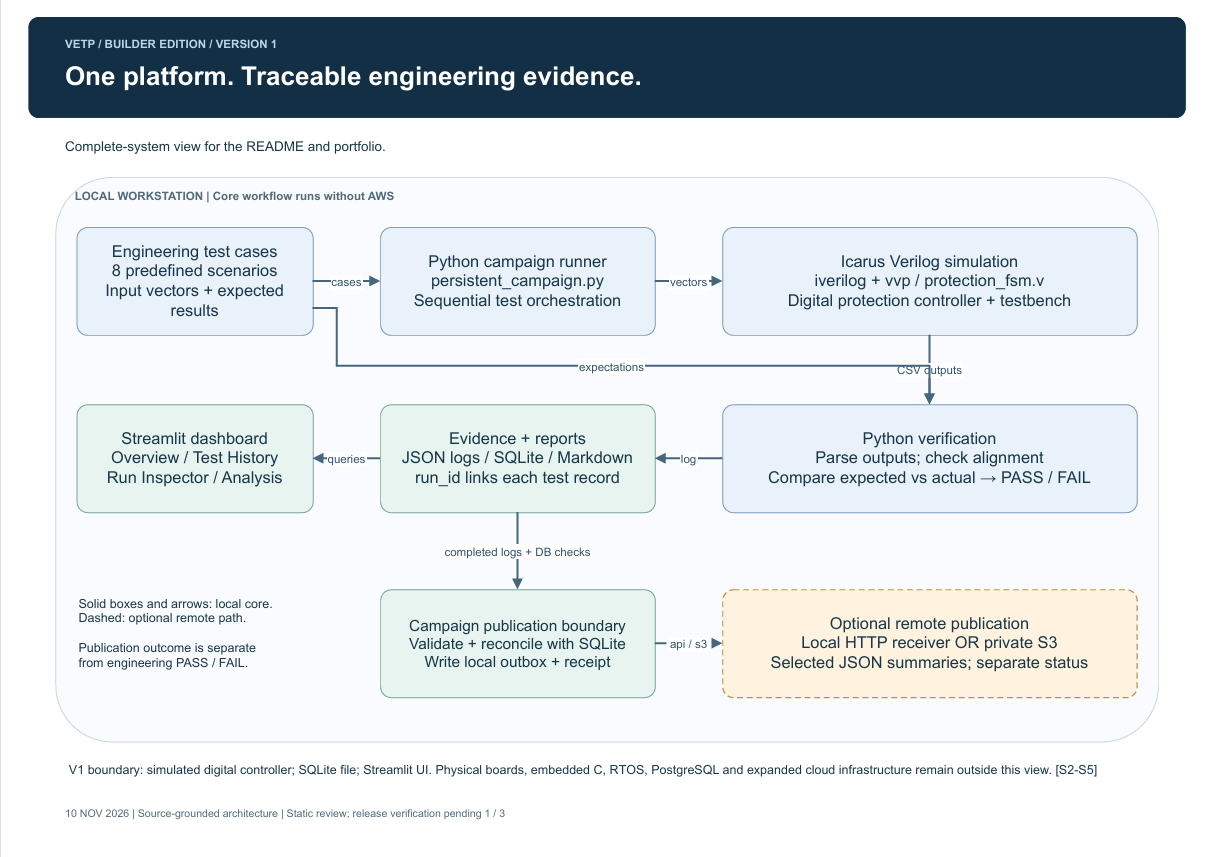 VETP / BUILDER EDITION / VERSION 1
One platform. Traceable engineering evidence.
Complete-system view for the README and portfolio.
LOCAL WORKSTATION | Core workflow runs without AWS
Engineering test cases
8 predefined scenarios
Input vectors + expected
results
cases
Python campaign runner
persistent_campaign.py
Sequential test orchestration
vectors
Icarus Verilog simulation
iverilog + vvp / protection_fsm.v
Digital protection controller + testbench
expectations
CSV outputs
Streamlit dashboard
Overview / Test History
Run Inspector / Analysis
queries
Evidence + reports
JSON logs / SQLite / Markdown
run_id links each test record
log
Python verification
Parse outputs; check alignment
Compare expected vs actual → PASS / FAIL
completed logs + DB checks
Solid boxes and arrows: local core.
Dashed: optional remote path.
Publication outcome is separate
from engineering PASS / FAIL.
Campaign publication boundary
Validate + reconcile with SQLite
Write local outbox + receipt
api / s3
Optional remote publication
Local HTTP receiver OR private S3
Selected JSON summaries; separate status
V1 boundary: simulated digital controller; SQLite file; Streamlit UI. Physical boards, embedded C, RTOS, PostgreSQL and expanded cloud infrastructure remain outside this view. [S2-S5]
10 NOV 2026 | Source-grounded architecture | Static review; release verification pending 1 / 3